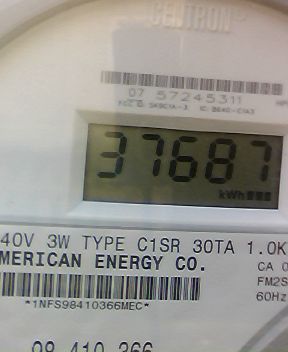 CENTRON
07 57245311
37687
kWh
40V 3W TYPE C1SR 30TA 1.0K
MERICAN ENERGY CO.
CA 0
FM2S
60Hz
*1NFS98410366MEC*
98 410 366